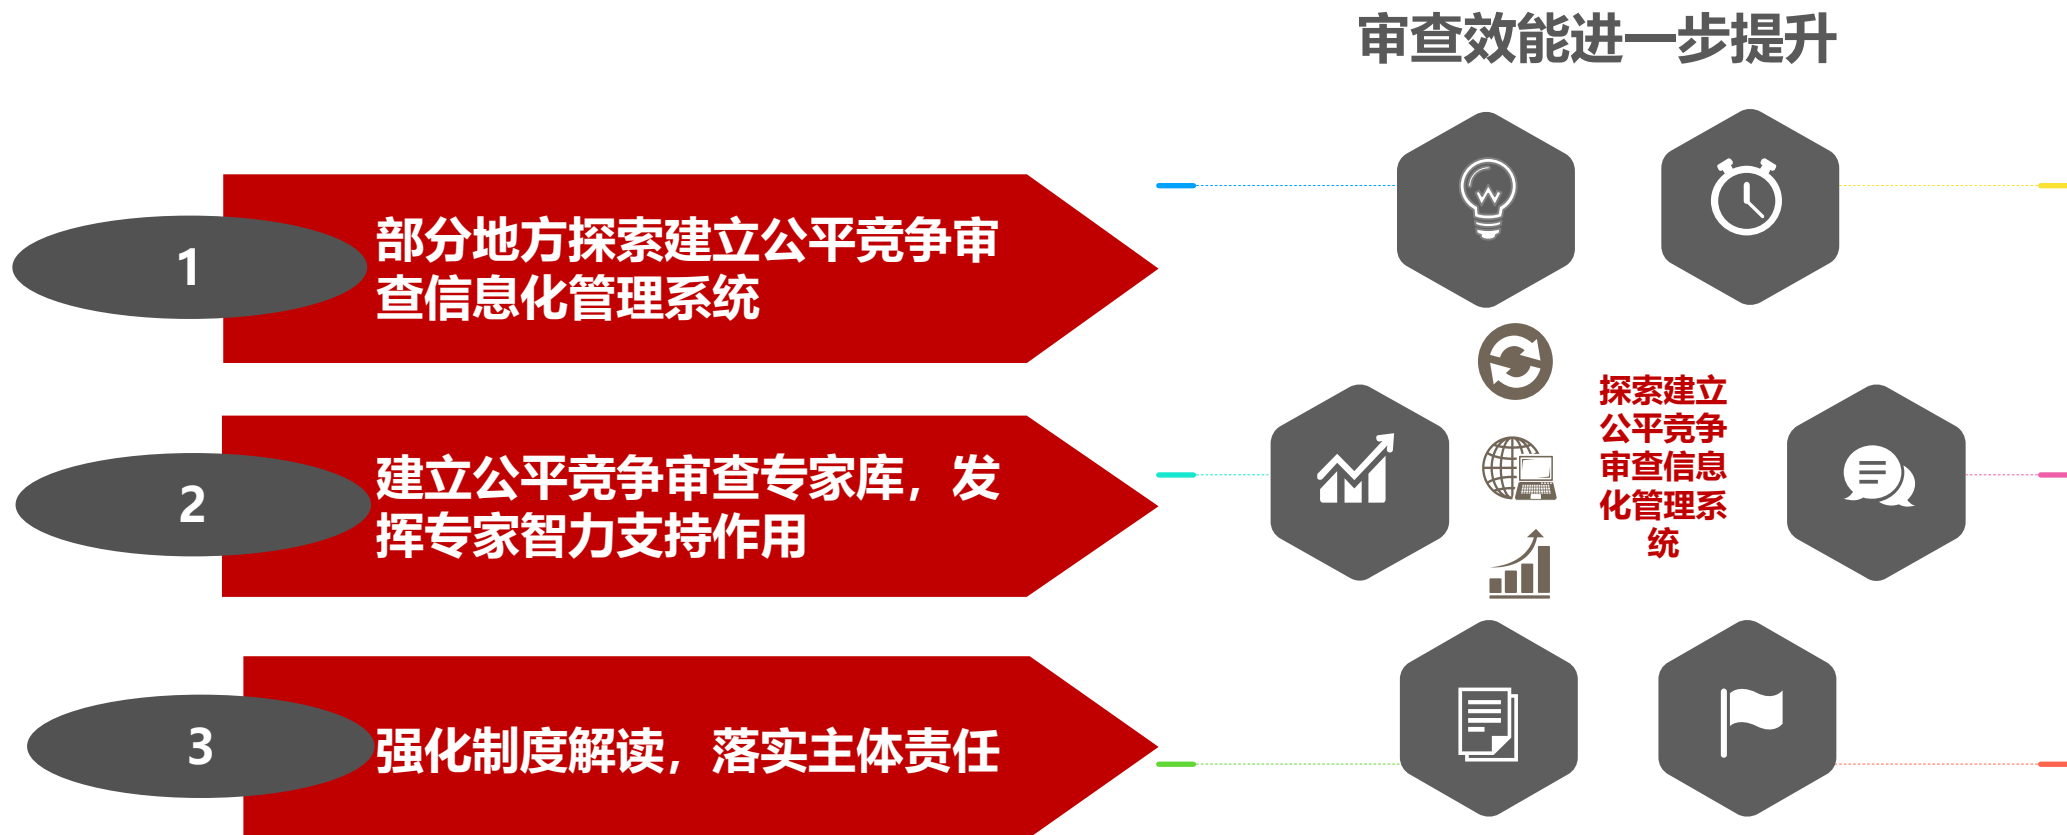 审查效能进一步提升
1
部分地方探索建立公平竞争审
查信息化管理系统
2
建立公平竞争审查专家库，发
挥专家智力支持作用
3
强化制度解读，落实主体责任
探索建立
公平竞争
审查信息
化管理系
统